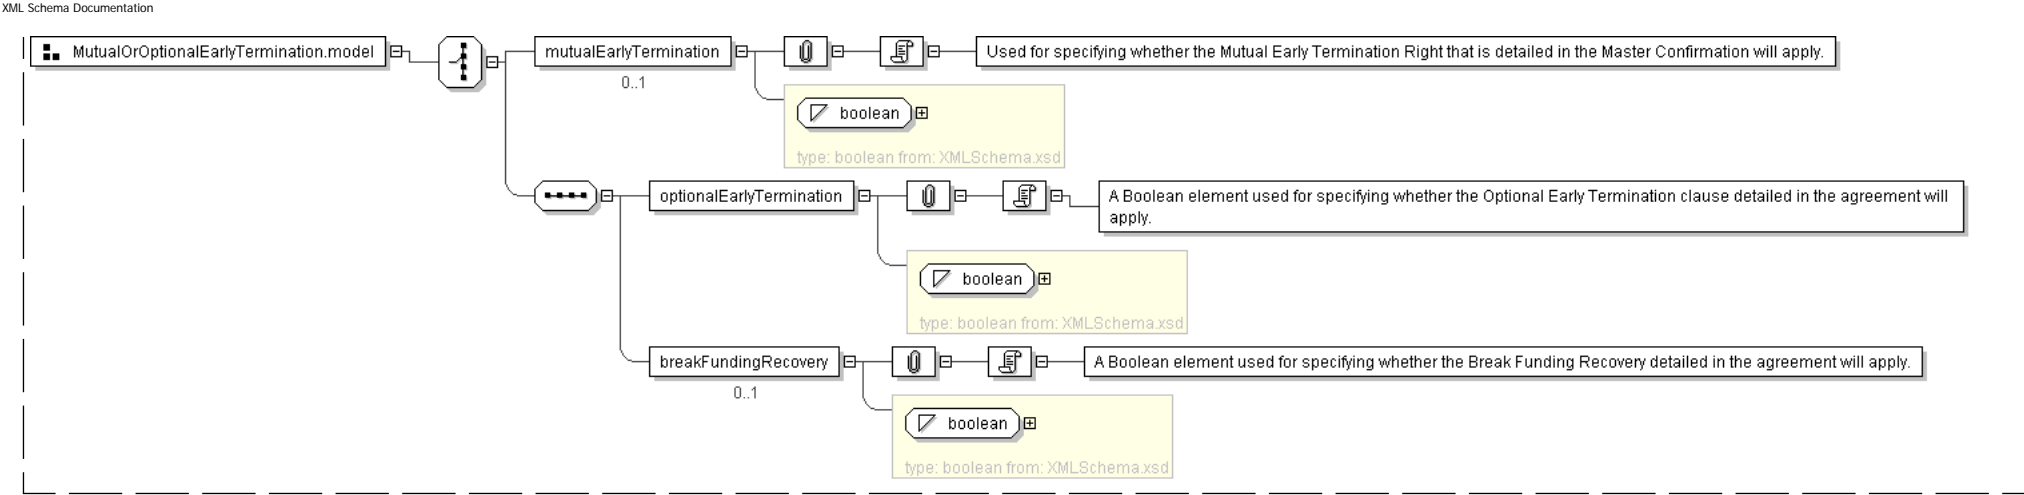 XML Schema Documentation
MutualOrOptionalEarlyTermination.model
mutualEarlyTermination
Used for specifying whether the Mutual Early Termination Right that is detailed in the Master Confirmation will apply.
0..1
boolean
type: boolean from: XMLSchema.xsd
optionalEarlyTermination
A Boolean element used for specifying whether the Optional Early Termination clause detailed in the agreement will
apply.
boolean
type: boolean from: XMLSchema.xsd
breakFundingRecovery
A Boolean element used for specifying whether the Break Funding Recovery detailed in the agreement will apply.
0..1
boolean
type: boolean from: XMLSchema.xsd